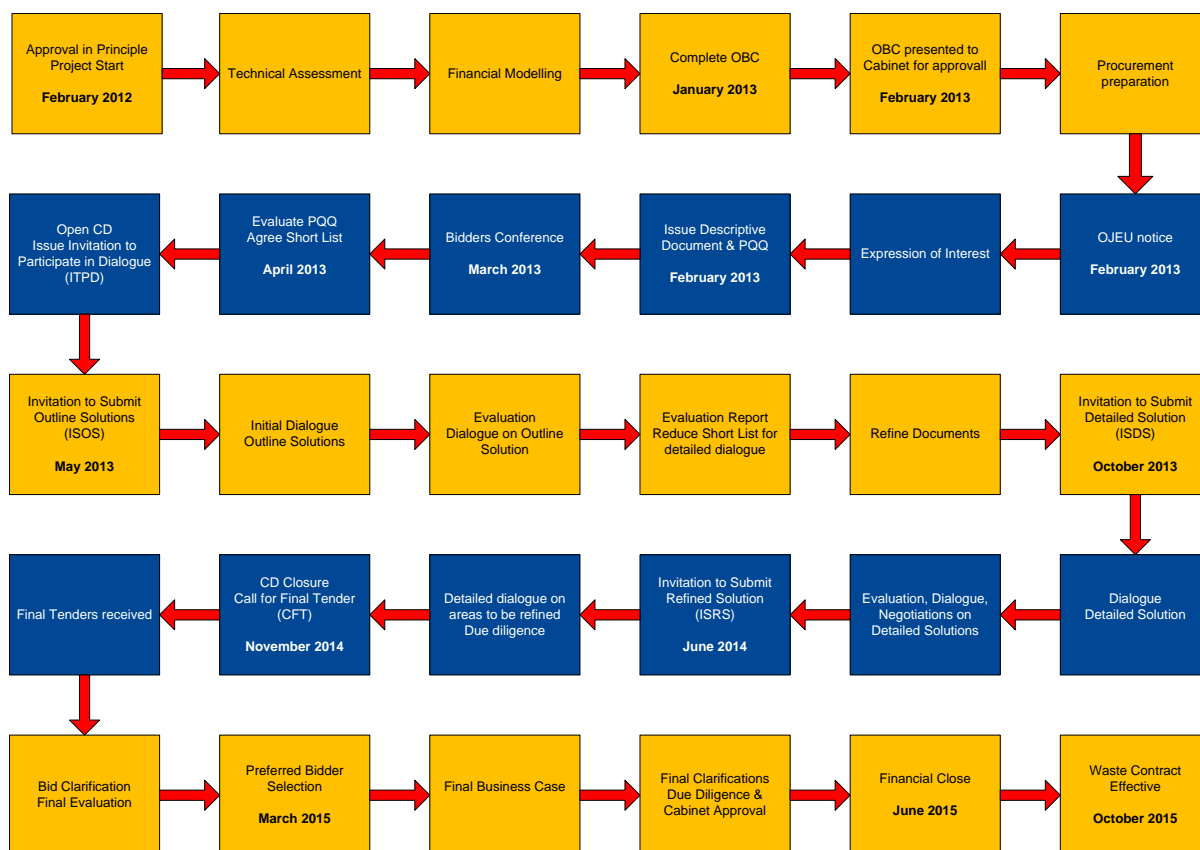 Approval in Principle
Project Start
February 2012
Technical Assessment
Financial Modelling
Complete OBC
January 2013
OBC presented to
Cabinet for approvall
February 2013
Procurement
preparation
OJEU notice
February 2013
Expression of Interest
Issue Descriptive
Document & PQQ
February 2013
Bidders Conference
March 2013
Evaluate PQQ
Agree Short List
April 2013
Open CD
Issue Invitation to
Participate in Dialogue
(ITPD)
Invitation to Submit
Outline Solutions
(ISOS)
May 2013
Initial Dialogue
Outline Solutions
Evaluation
Dialogue on Outline
Solution
Evaluation Report
Reduce Short List for
detailed dialogue
Refine Documents
Invitation to Submit
Detailed Solution
(ISDS)
October 2013
Dialogue
Detailed Solution
Evaluation, Dialogue,
Negotiations on
Detailed Solutions
Invitation to Submit
Refined Solution
(ISRS)
June 2014
Detailed dialogue on
areas to be refined
Due diligence
CD Closure
Call for Final Tender
(CFT)
November 2014
Final Tenders received
Bid Clarification
Final Evaluation
Preferred Bidder
Selection
March 2015
Final Business Case
Final Clarifications
Due Diligence &
Cabinet Approval
Financial Close
June 2015
Waste Contract
Effective
October 2015